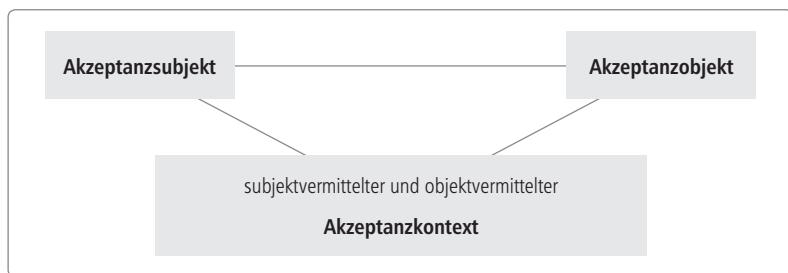 Akzeptanzsubjekt
Akzeptanzobjekt
subjektvermittelter und objektvermittelter
Akzeptanzkontext